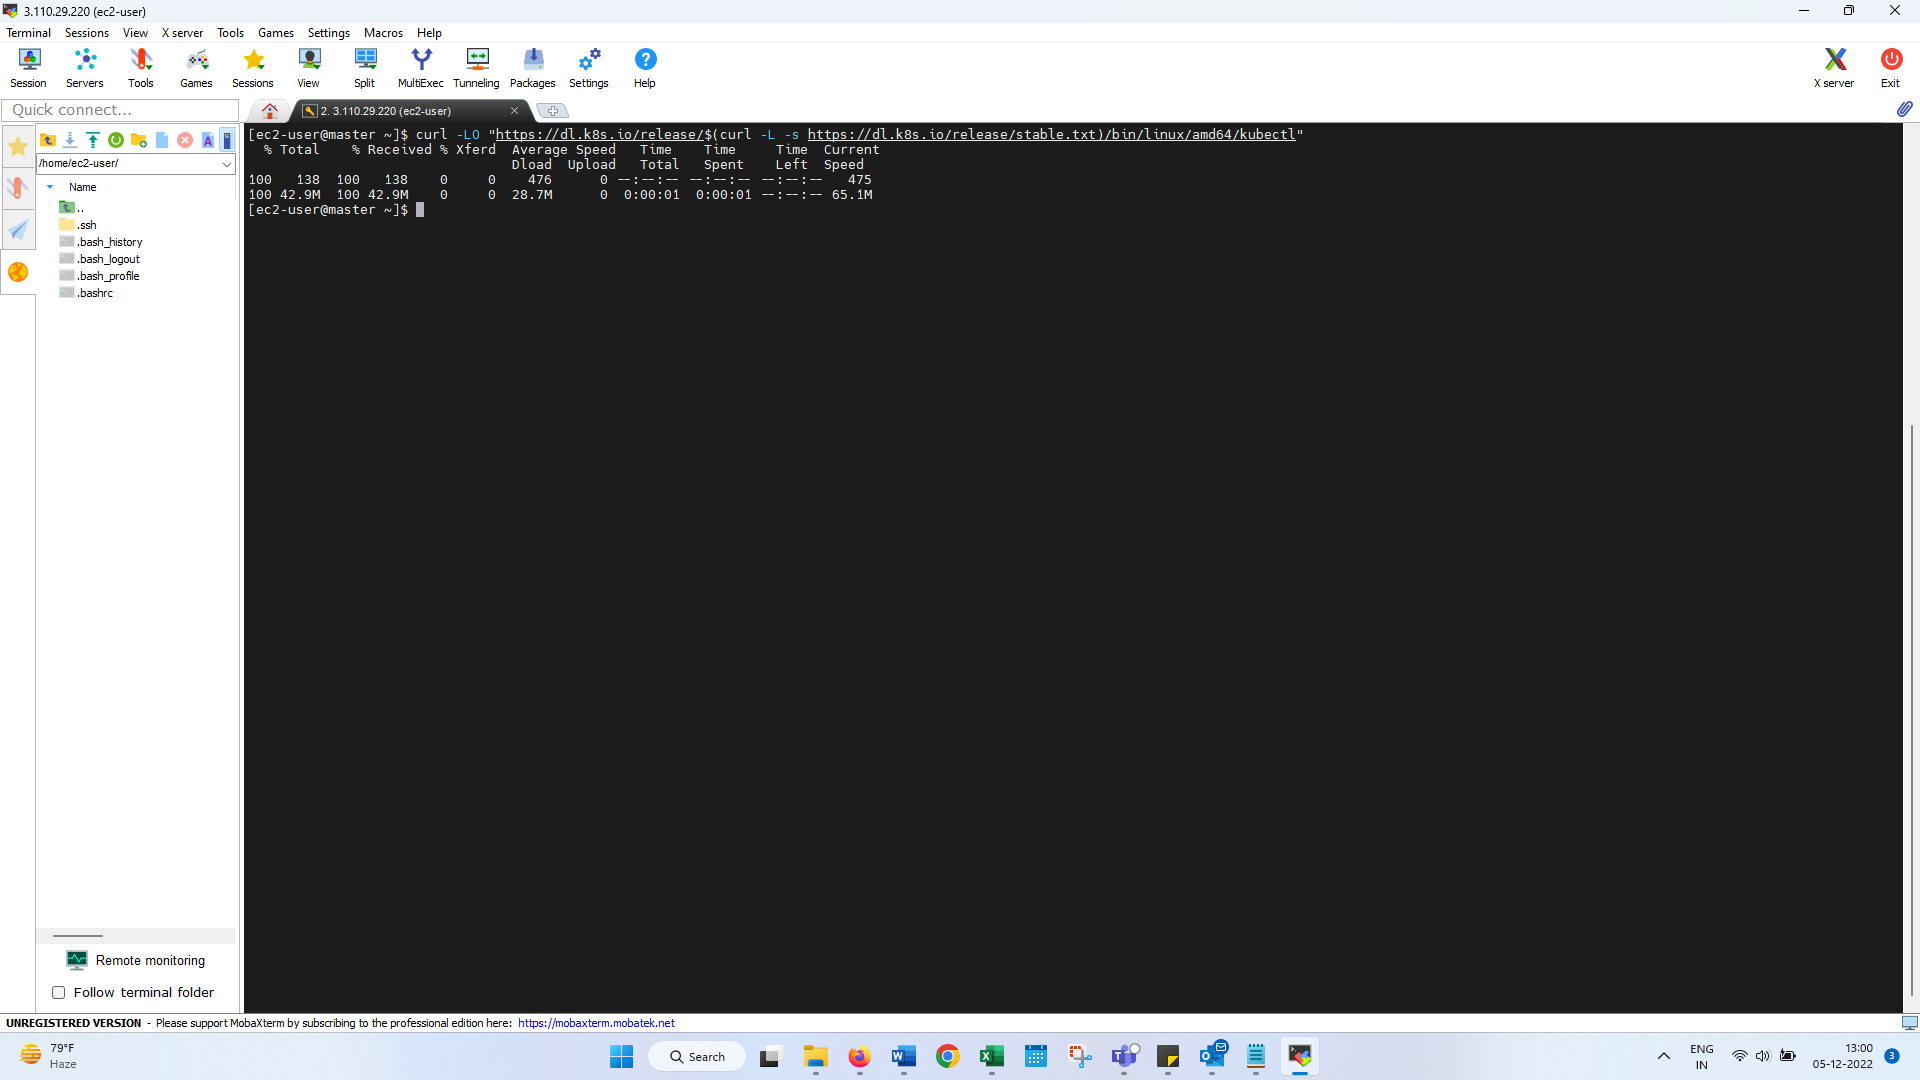 3.110.29.220 (ec2-user)
Terminal Sessions View X server Tools Games Settings Macros Help
Session Servers Tools Games Sessions View Split MultiExec Tunneling Packages Settings Help X server Exit
Quick connect...
2. 3.110.29.220 (ec2-user)
/home/ec2-user/
Name
..
.ssh
.bash_history
.bash_logout
.bash_profile
.bashrc
Remote monitoring
Follow terminal folder
[ec2-user@master ~]$ curl -LO "https://dl.k8s.io/release/$(curl -L -s https://dl.k8s.io/release/stable.txt)/bin/linux/amd64/kubectl"
  % Total    % Received % Xferd  Average Speed   Time    Time     Time  Current
                                 Dload  Upload   Total   Spent    Left  Speed
100   138  100   138    0     0    476      0 --:--:-- --:--:-- --:--:--   475
100 42.9M  100 42.9M    0     0  28.7M      0  0:00:01  0:00:01 --:--:-- 65.1M
[ec2-user@master ~]$
UNREGISTERED VERSION - Please support MobaXterm by subscribing to the professional edition here: https://mobaxterm.mobatek.net
79°F
Haze
Search
ENG
IN
13:00
05-12-2022
3